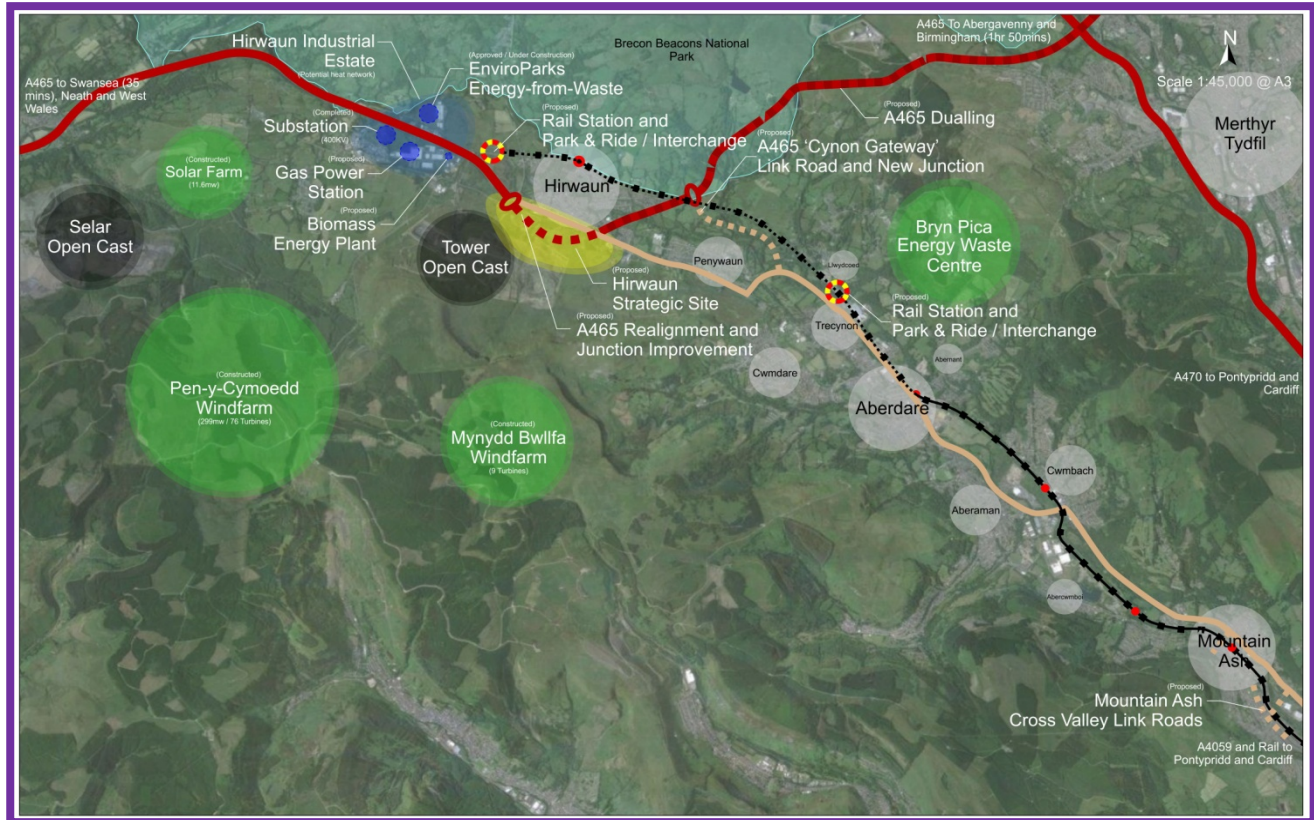 Hirwaun Industrial
Estate
(Potential heat network)
A465 to Swansea (35
mins), Neath and West
Wales
(Approved / Under Construction)
EnviroParks
Energy-from-Waste
Brecon Beacons National
Park
A465 To Abergavenny and
Birmingham (1hr 50mins)
N
Scale 1:45,000 @ A3
(Completed)
Substation
(400KV)
(Proposed)
Rail Station and
Park & Ride / Interchange
(Proposed)
A465 Dualling
Merthyr
Tydfil
(Constructed)
Solar Farm
(11.6mw)
(Proposed)
Gas Power
Station
Hirwaun
(Proposed)
A465 ‘Cynon Gateway’
Link Road and New Junction
(Proposed)
Biomass
Energy Plant
Selar
Open Cast
Tower
Open Cast
Penywaun
Bryn Pica
Energy Waste
Centre
(Proposed)
Hirwaun
Strategic Site
Llwydcoed
(Proposed)
Rail Station and
Park & Ride / Interchange
(Proposed)
A465 Realignment and
Junction Improvement
Trecynon
Cwmdare
Abernant
(Constructed)
Pen-y-Cymoedd
Windfarm
(299mw / 76 Turbines)
A470 to Pontypridd and
Cardiff
Aberdare
(Constructed)
Mynydd Bwllfa
Windfarm
(9 Turbines)
Cwmbach
Aberaman
Abercwmboi
Mountain
Ash
(Proposed)
Mountain Ash
Cross Valley Link Roads
A4059 and Rail to
Pontypridd and Cardiff